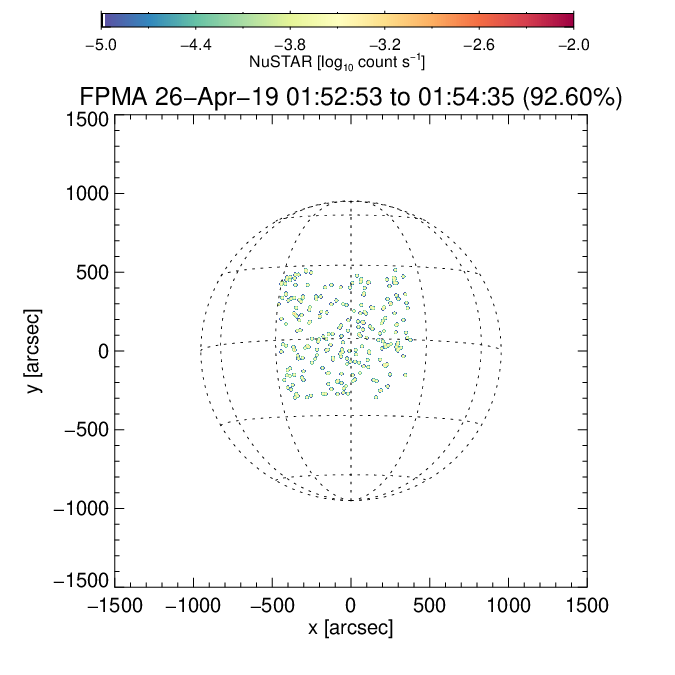 −5.0 −4.4 −3.8 −3.2 −2.6 −2.0
NuSTAR [log10 count s−1]
FPMA 26−Apr−19 01:52:53 to 01:54:35 (92.60%)
1500
1000
500
0
−500
−1000
−1500
y [arcsec]
−1500 −1000 −500 0 500 1000 1500
x [arcsec]